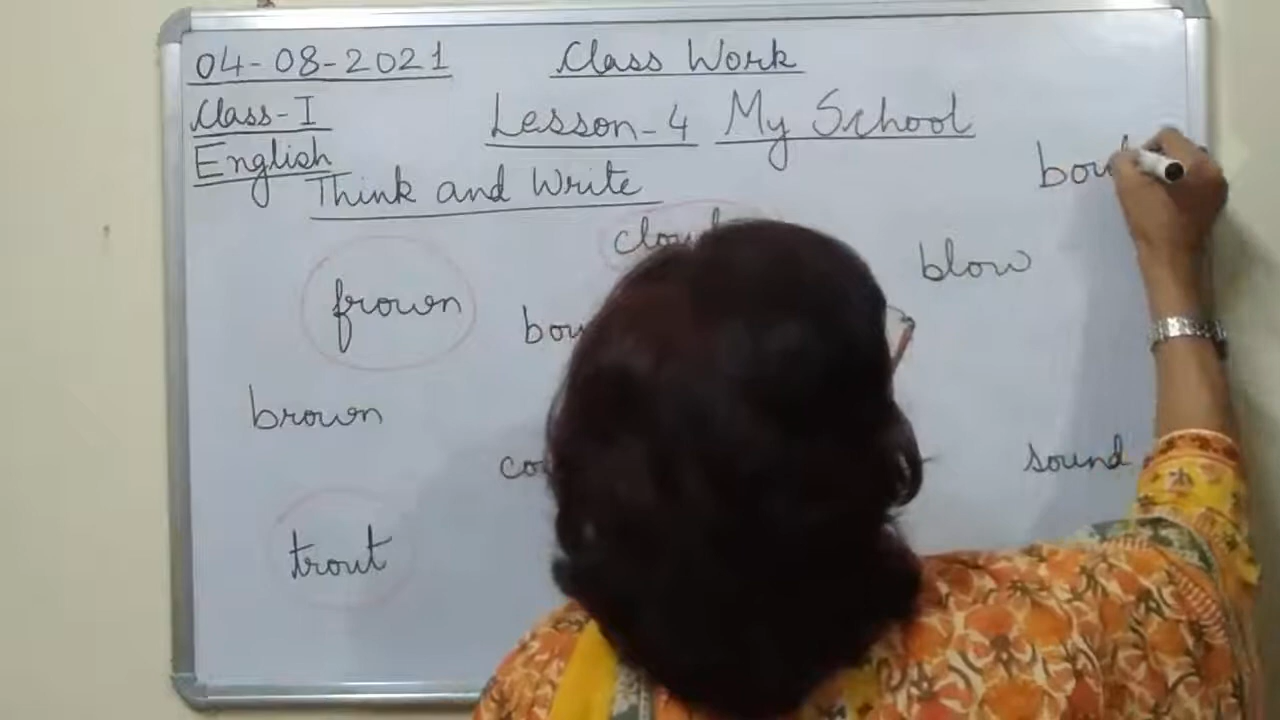 04-08-2021 Class Work
Class-I Lesson-4 My School
English
Think and Write
blow
frown
brown
sound
trout